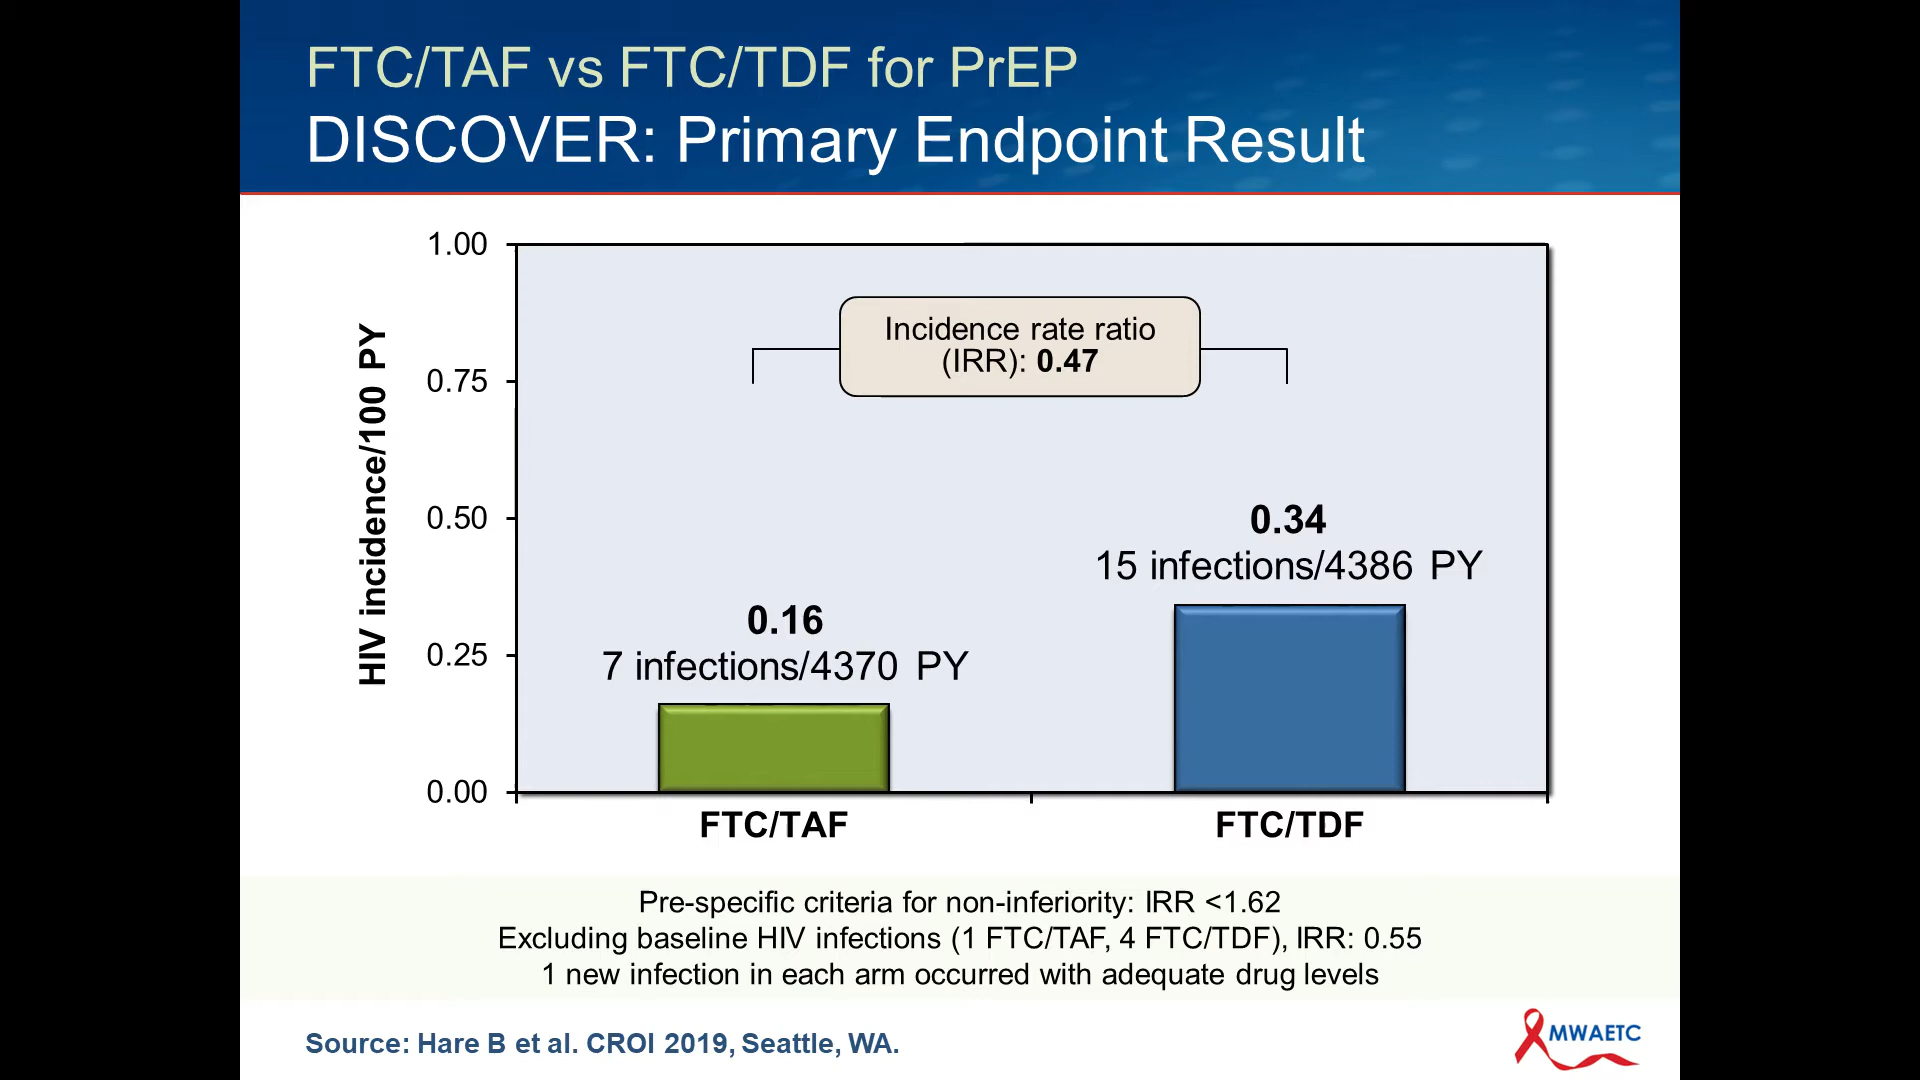 FTC/TAF vs FTC/TDF for PrEP
DISCOVER: Primary Endpoint Result
HIV incidence/100 PY
1.00
0.75
0.50
0.25
0.00
Incidence rate ratio
(IRR): 0.47
0.16
7 infections/4370 PY
0.34
15 infections/4386 PY
FTC/TAF
FTC/TDF
Pre-specific criteria for non-inferiority: IRR <1.62
Excluding baseline HIV infections (1 FTC/TAF, 4 FTC/TDF), IRR: 0.55
1 new infection in each arm occurred with adequate drug levels
Source: Hare B et al. CROI 2019, Seattle, WA.
MWAETC